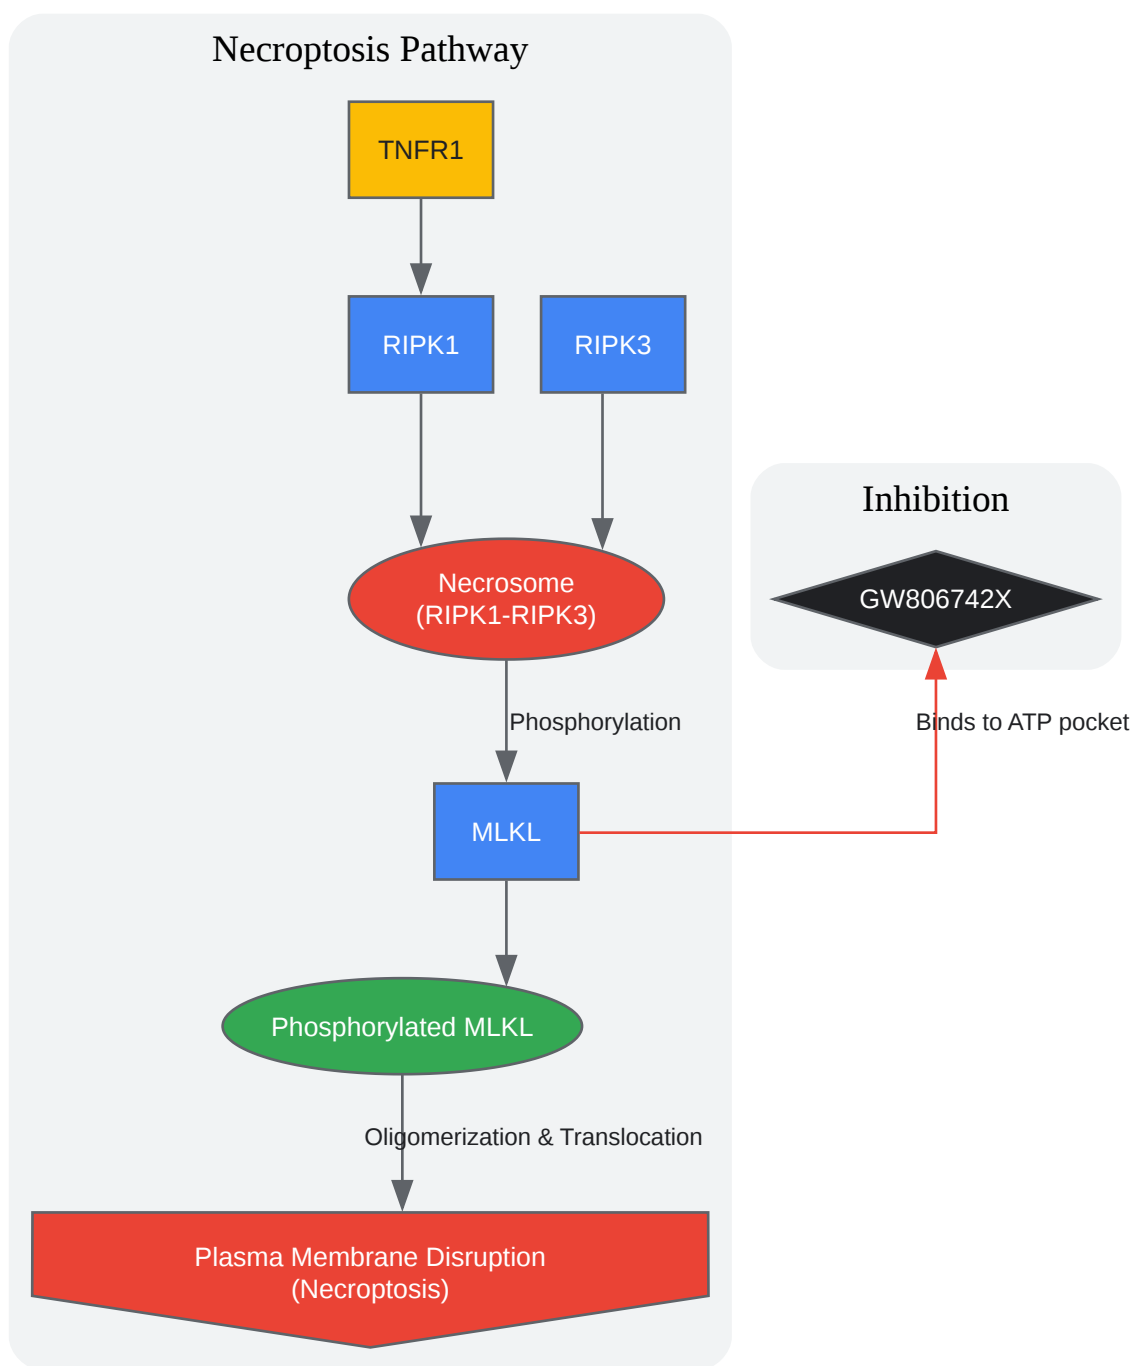 Necroptosis Pathway
TNFR1
RIPK1
RIPK3
Necrosome
(RIPK1-RIPK3)
Inhibition
GW806742X
Phosphorylation
Binds to ATP pocket
MLKL
Phosphorylated MLKL
Oligomerization & Translocation
Plasma Membrane Disruption
(Necroptosis)